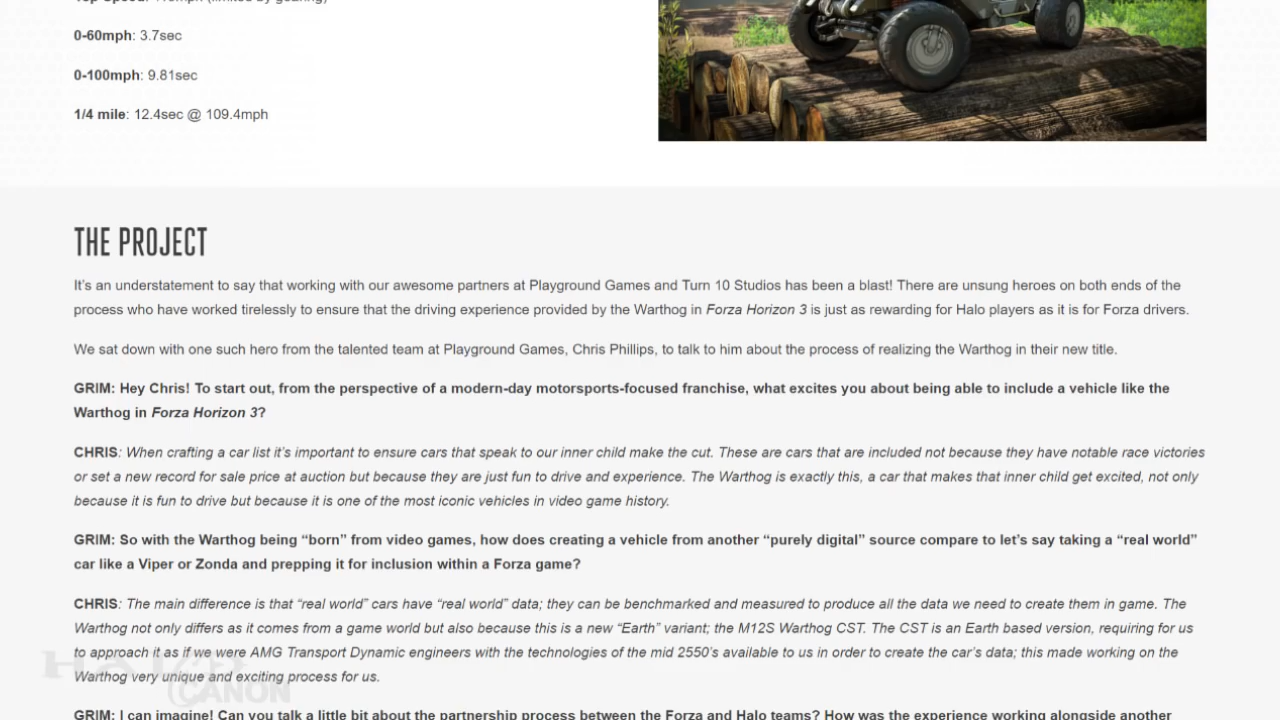 0-60mph: 3.7sec
0-100mph: 9.81sec
1/4 mile: 12.4sec @ 109.4mph
THE PROJECT
It's an understatement to say that working with our awesome partners at Playground Games and Turn 10 Studios has been a blast! There are unsung heroes on both ends of the
process who have worked tirelessly to ensure that the driving experience provided by the Warthog in Forza Horizon 3 is just as rewarding for Halo players as it is for Forza drivers.
We sat down with one such hero from the talented team at Playground Games, Chris Phillips, to talk to him about the process of realizing the Warthog in their new title.
GRIM: Hey Chris! To start out, from the perspective of a modern-day motorsports-focused franchise, what excites you about being able to include a vehicle like the
Warthog in Forza Horizon 3?
CHRIS: When crafting a car list it's important to ensure cars that speak to our inner child make the cut. These are cars that are included not because they have notable race victories
or set a new record for sale price at auction but because they are just fun to drive and experience. The Warthog is exactly this, a car that makes that inner child get excited, not only
because it is fun to drive but because it is one of the most iconic vehicles in video game history.
GRIM: So with the Warthog being “born” from video games, how does creating a vehicle from another “purely digital” source compare to let's say taking a “real world”
car like a Viper or Zonda and prepping it for inclusion within a Forza game?
CHRIS: The main difference is that “real world” cars have “real world” data; they can be benchmarked and measured to produce all the data we need to create them in game. The
Warthog not only differs as it comes from a game world but also because this is a new “Earth” variant; the M12S Warthog CST. The CST is an Earth based version, requiring for us
to approach it as if we were AMG Transport Dynamic engineers with the technologies of the mid 2550's available to us in order to create the car's data; this made working on the
Warthog very unique and exciting process for us.
CANON
GRIM: I can imagine! Can you talk a little bit about the partnership process between the Forza and Halo teams? How was the experience working alongside another